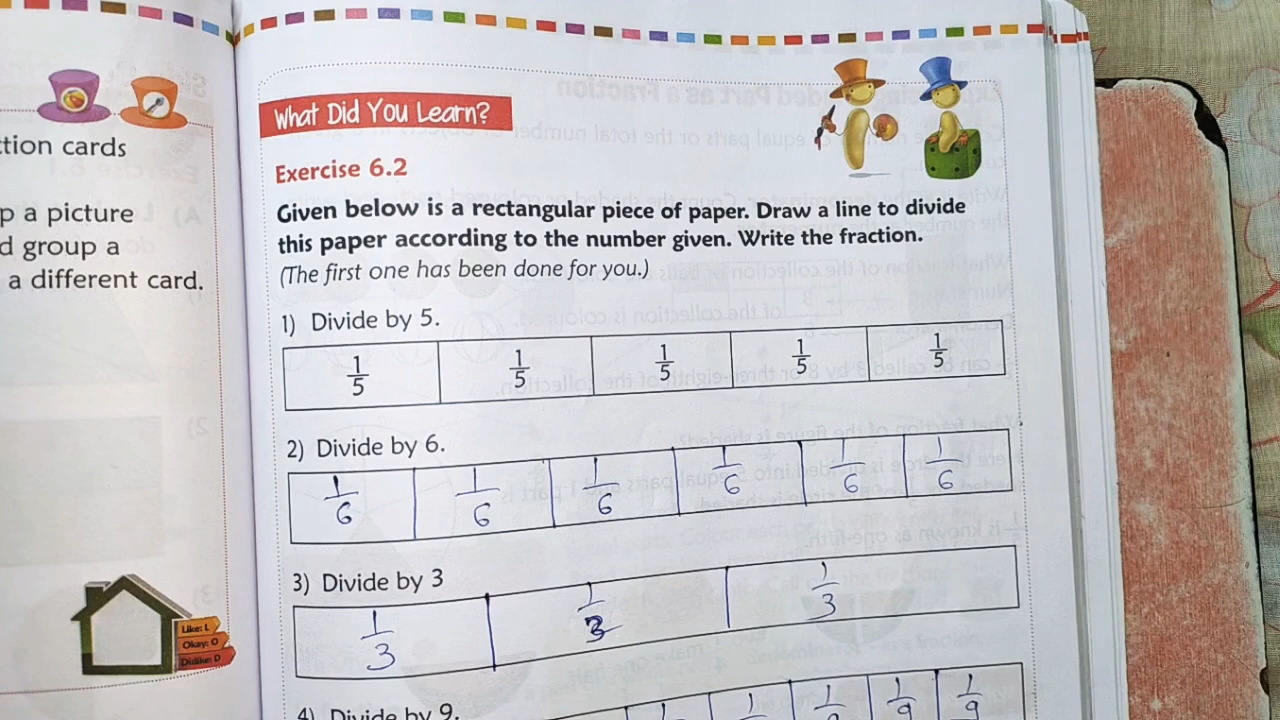 tion cards
p a picture
d group a
a different card.
Like: L
Okay: O
Dislike: D
What Did You Learn?
Exercise 6.2
Given below is a rectangular piece of paper. Draw a line to divide
this paper according to the number given. Write the fraction.
(The first one has been done for you.)
1) Divide by 5.
1/5 1/5 1/5 1/5 1/5
2) Divide by 6.
1/6 1/6 1/6 1/6 1/6 1/6
3) Divide by 3
1/3 1/3 1/3
4) Divide by 9.
1/9 1/9